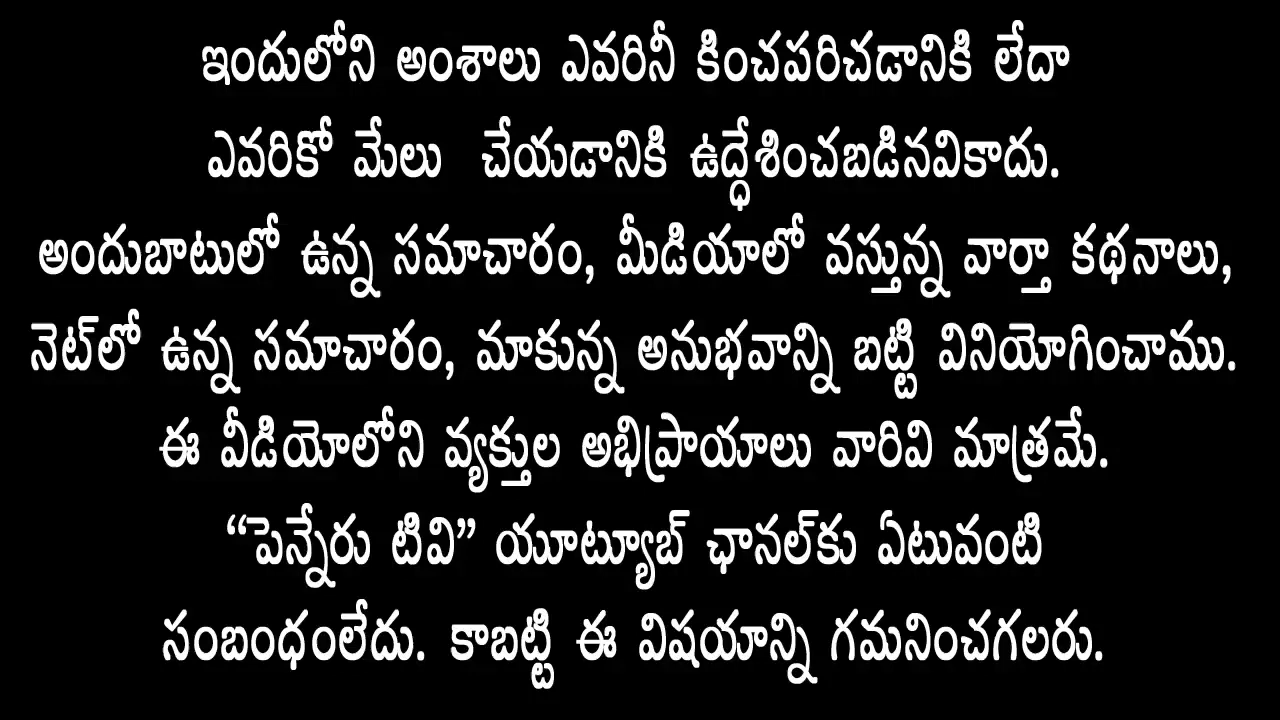 ఇందులోని అంశాలు ఎవరినీ కించపరిచడానికి లేదా
ఎవరికో మేలు చేయడానికి ఉద్ధేశించబడినవికాదు.
అందుబాటులో ఉన్న సమాచారం, మీడియాలో వస్తున్న వార్తా కథనాలు,
నెట్‌లో ఉన్న సమాచారం, మాకున్న అనుభవాన్ని బట్టి వినియోగించాము.
ఈ వీడియోలోని వ్యక్తుల అభిప్రాయాలు వారివి మాత్రమే.
“పెన్నేరు టివి” యూట్యూబ్ ఛానల్‌కు ఏటువంటి
సంబంధంలేదు. కాబట్టి ఈ విషయాన్ని గమనించగలరు.